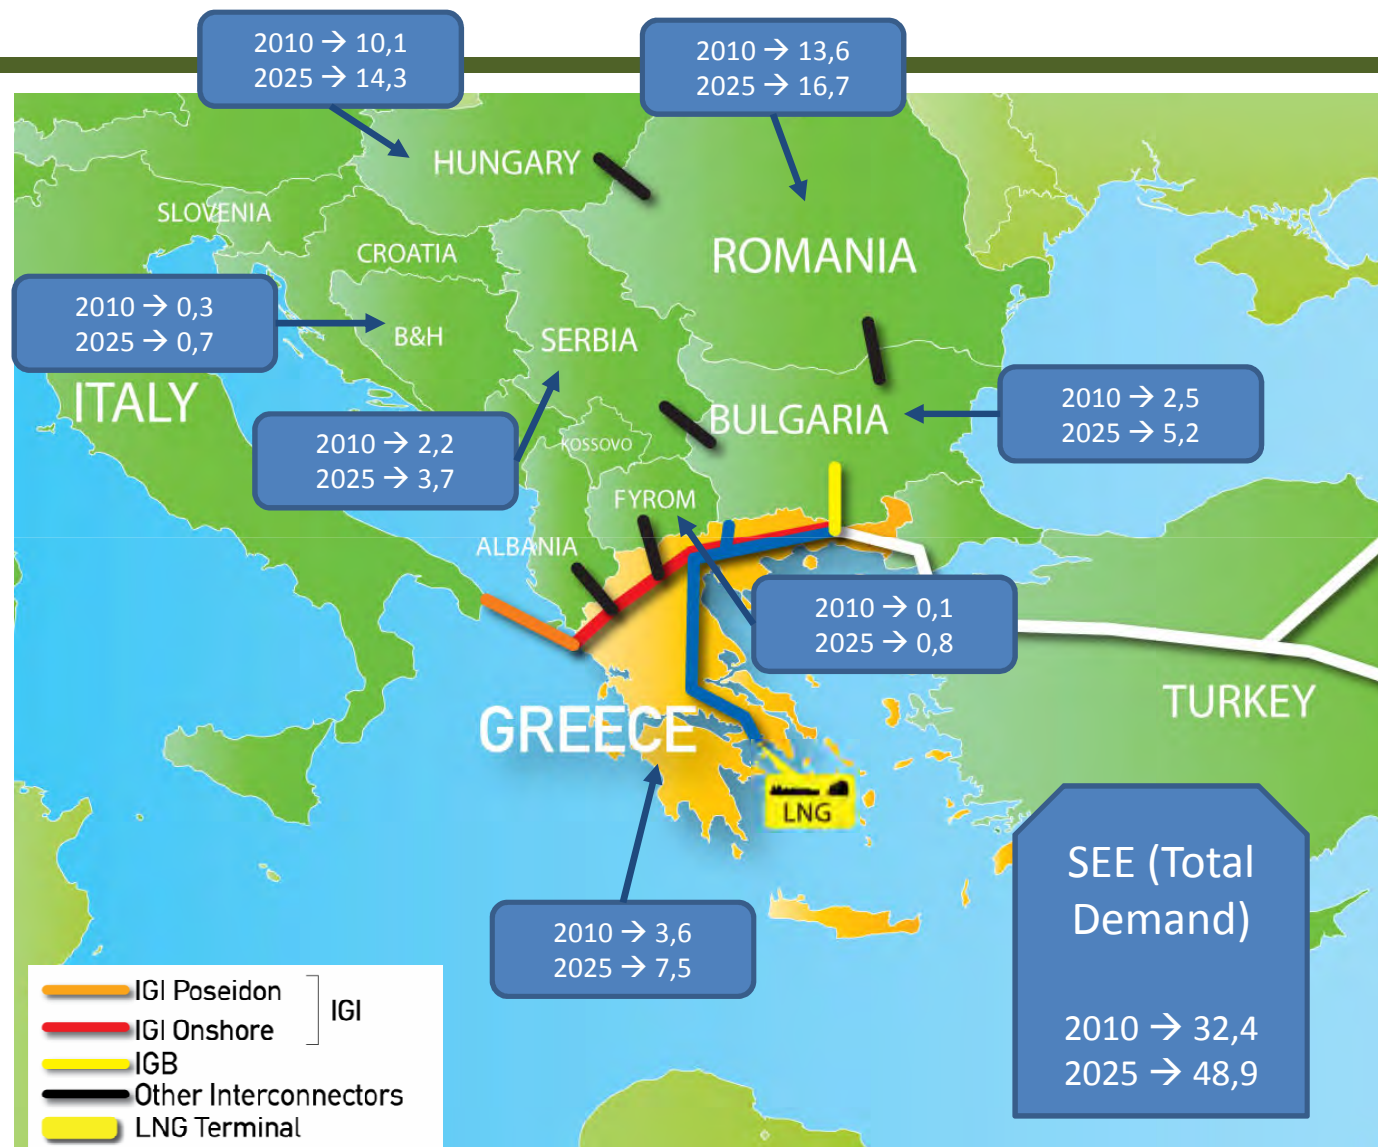 2010 → 10,1
2025 → 14,3
2010 → 13,6
2025 → 16,7
HUNGARY
SLOVENIA
CROATIA
ROMANIA
2010 → 0,3
2025 → 0,7
B&H
SERBIA
ITALY
BULGARIA
2010 → 2,5
2025 → 5,2
2010 → 2,2
2025 → 3,7
KOSSOVO
FYROM
ALBANIA
2010 → 0,1
2025 → 0,8
TURKEY
GREECE
LNG
2010 → 3,6
2025 → 7,5
SEE (Total
Demand)
2010 → 32,4
2025 → 48,9
IGI Poseidon
IGI Onshore
IGI
IGB
Other Interconnectors
LNG Terminal